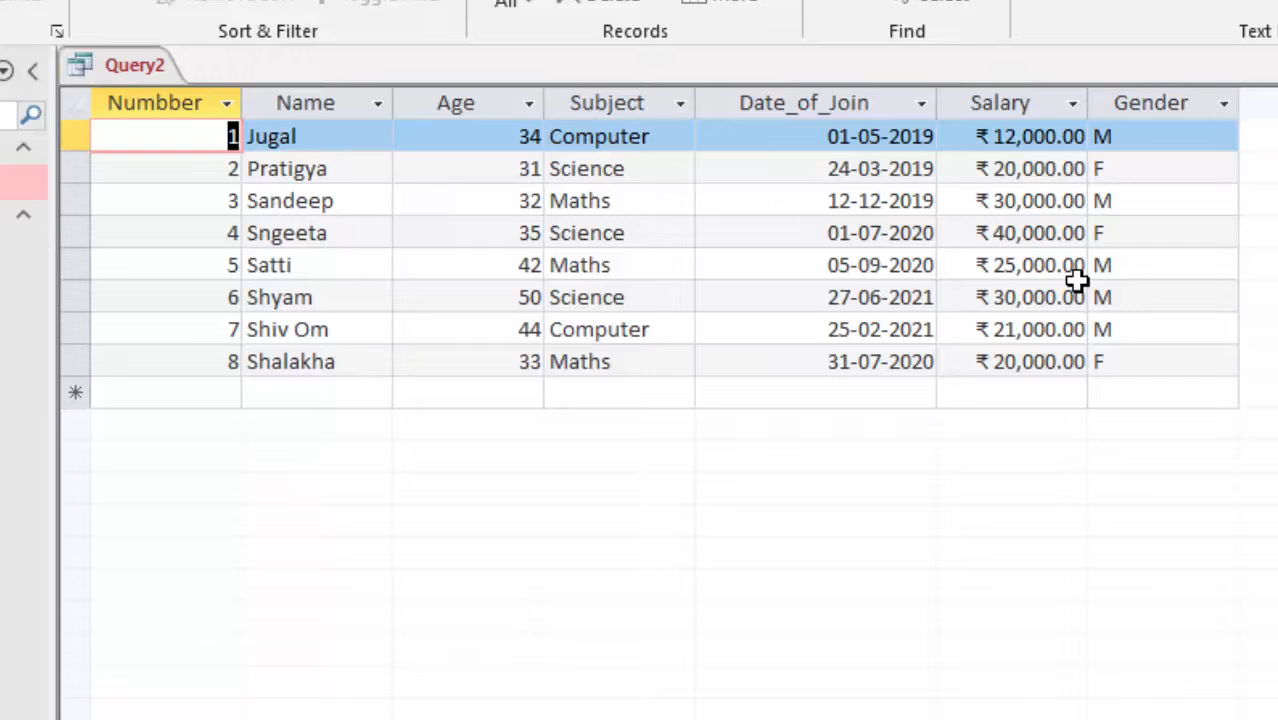 All
Sort & Filter Records Find Text
Query2
Numbber Name Age Subject Date_of_Join Salary Gender
1 Jugal 34 Computer 01-05-2019 ₹ 12,000.00 M
2 Pratigya 31 Science 24-03-2019 ₹ 20,000.00 F
3 Sandeep 32 Maths 12-12-2019 ₹ 30,000.00 M
4 Sngeeta 35 Science 01-07-2020 ₹ 40,000.00 F
5 Satti 42 Maths 05-09-2020 ₹ 25,000.00 M
6 Shyam 50 Science 27-06-2021 ₹ 30,000.00 M
7 Shiv Om 44 Computer 25-02-2021 ₹ 21,000.00 M
8 Shalakha 33 Maths 31-07-2020 ₹ 20,000.00 F